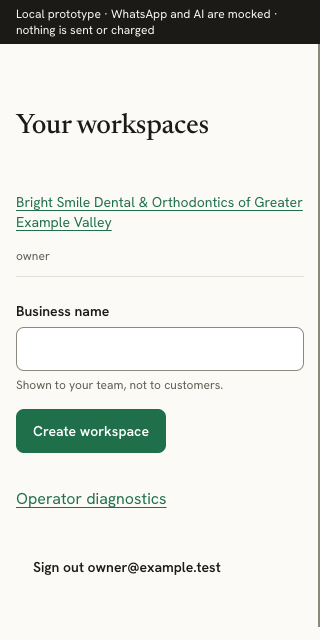 Local prototype · WhatsApp and AI are mocked ·
nothing is sent or charged
Your workspaces
Bright Smile Dental & Orthodontics of Greater
Example Valley
owner
Business name
Shown to your team, not to customers.
Create workspace
Operator diagnostics
Sign out owner@example.test